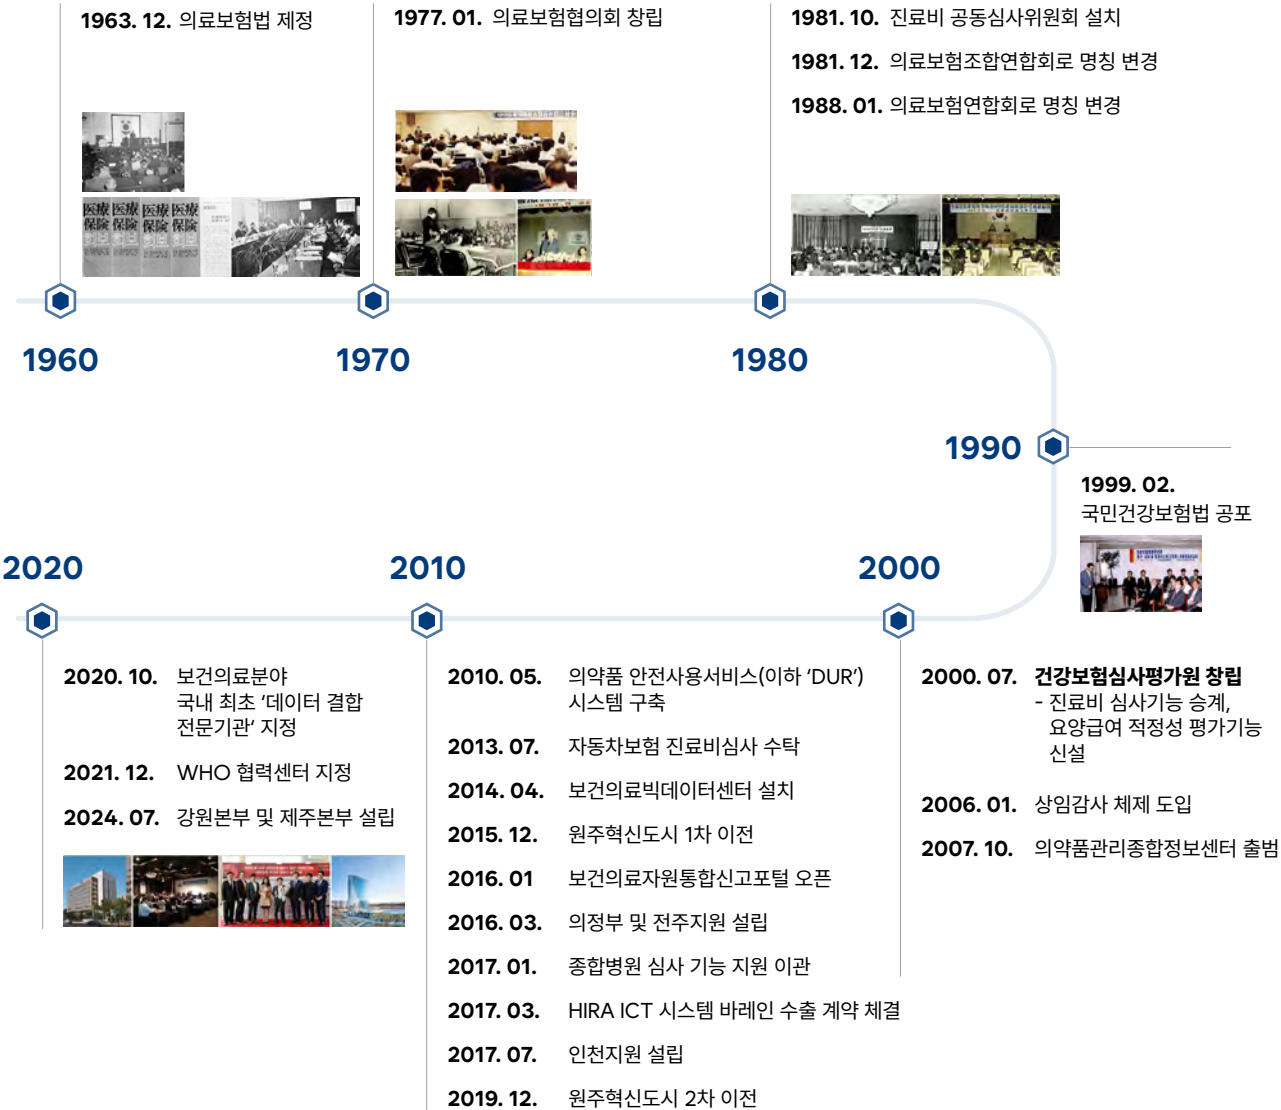 1963. 12. 의료보험법 제정
1977. 01. 의료보험협의회 창립
1981. 10. 진료비 공동심사위원회 설치
1981. 12. 의료보험조합연합회로 명칭 변경
1988. 01. 의료보험연합회로 명칭 변경
医療 医療 医療 医療
保険 保険 保険 保険
1960
1970
1980
1990
1999. 02.
국민건강보험법 공포
2000
2010
2020
2000. 07. 건강보험심사평가원 창립
- 진료비 심사기능 승계,
요양급여 적정성 평가기능
신설
2006. 01. 상임감사 체제 도입
2007. 10. 의약품관리종합정보센터 출범
2010. 05. 의약품 안전사용서비스(이하 ‘DUR’)
시스템 구축
2013. 07. 자동차보험 진료비심사 수탁
2014. 04. 보건의료빅데이터센터 설치
2015. 12. 원주혁신도시 1차 이전
2016. 01 보건의료자원통합신고포털 오픈
2016. 03. 의정부 및 전주지원 설립
2017. 01. 종합병원 심사 기능 지원 이관
2017. 03. HIRA ICT 시스템 바레인 수출 계약 체결
2017. 07. 인천지원 설립
2019. 12. 원주혁신도시 2차 이전
2020. 10. 보건의료분야
국내 최초 ‘데이터 결합
전문기관’ 지정
2021. 12. WHO 협력센터 지정
2024. 07. 강원본부 및 제주본부 설립